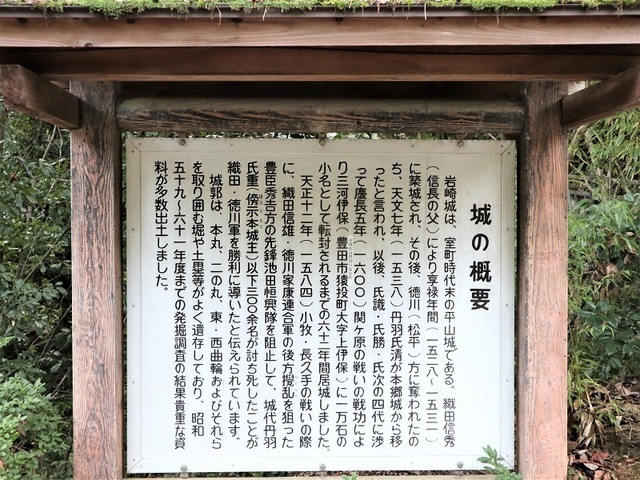 城の概要
岩崎城は、室町時代末の平山城である。織田信秀
(信長の父)により享禄年間(一五二八~一五三一)
に築城され、その後、徳川(松平)方に奪われたの
ち、天文七年(一五三八)丹羽氏清が本郷城から移
ったと言われ、以後、氏識・氏勝・氏次の四代に渉
って慶長五年(一六〇〇)関ヶ原の戦いの戦功によ
り三河伊保(豊田市猿投町大字上伊保)に一万石の
小名として転封されるまでの六十二年間居城しました。
天正十二年(一五八四)小牧・長久手の戦いの際
に、織田信雄・徳川家康連合軍の後方撹乱を狙った
豊臣秀吉方の先鋒池田恒興隊を阻止して、城代丹羽
氏重(傍示本城主)以下三〇〇余名が討ち死したことが
織田・徳川軍を勝利に導いたと伝えられています。
城郭は、本丸、二の丸、東・西曲輪およびそれら
を取り囲む堀や土塁等がよく遺存しており、昭和
五十九~六十一年度までの発掘調査の結果貴重な資
料が多数出土しました。